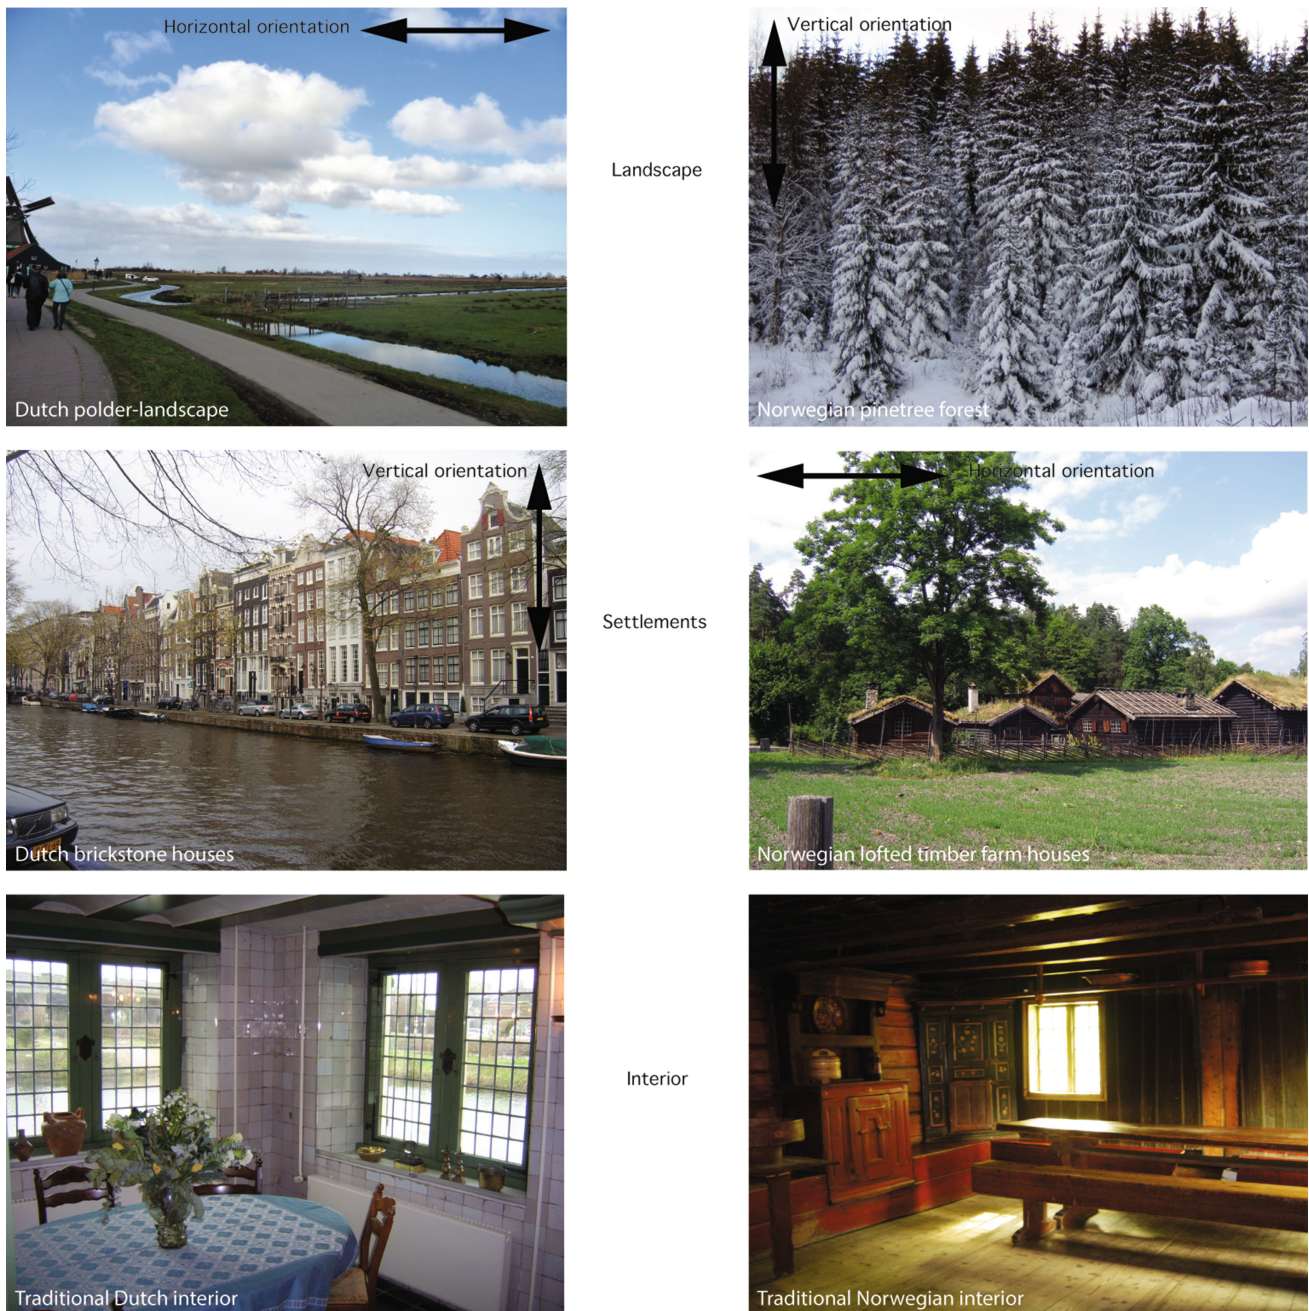 Horizontal orientation
Vertical orientation
Landscape
Dutch polder-landscape
Norwegian pinetree forest
Vertical orientation
Horizontal orientation
Settlements
Dutch brickstone houses
Norwegian lofted timber farm houses
Interior
Traditional Dutch interior
Traditional Norwegian interior